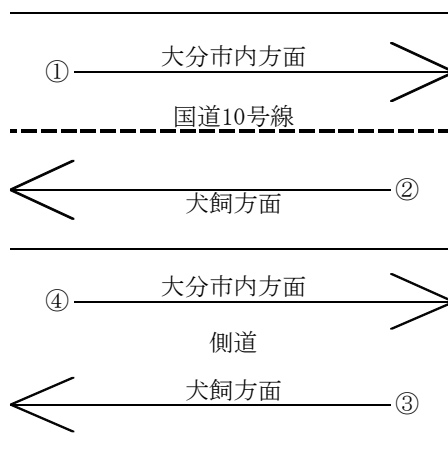 大分市内方面
①
国道10号線
②
犬飼方面
大分市内方面
④
側道
犬飼方面
③